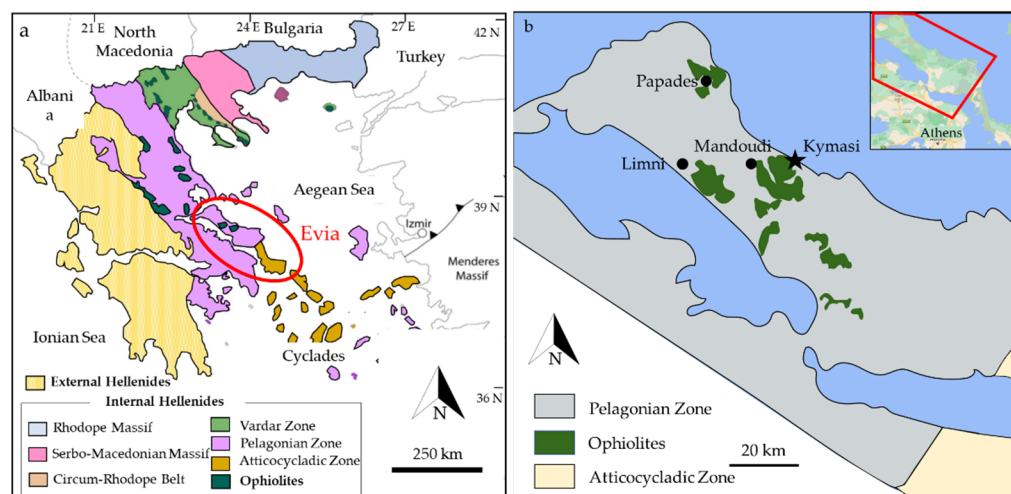 a
21
24 E
27 E
42 N
North
Macedonia
Bulgaria
Turkey
Albani
a
Aegean Sea
39 N
Izmir
Evia
Menderes
Massif
Ionian Sea
Cyclades
36 N
N
250 km
External Hellenides
Internal Hellenides
Rhodope Massif
Serbo-Macedonian Massif
Circum-Rhodope Belt
Vardar Zone
Pelagonian Zone
Atticocycladic Zone
Ophiolites
b
Papades
Mandoudi
Kymasi
Limni
Athens
N
Pelagonian Zone
Ophiolites
Atticocycladic Zone
20 km